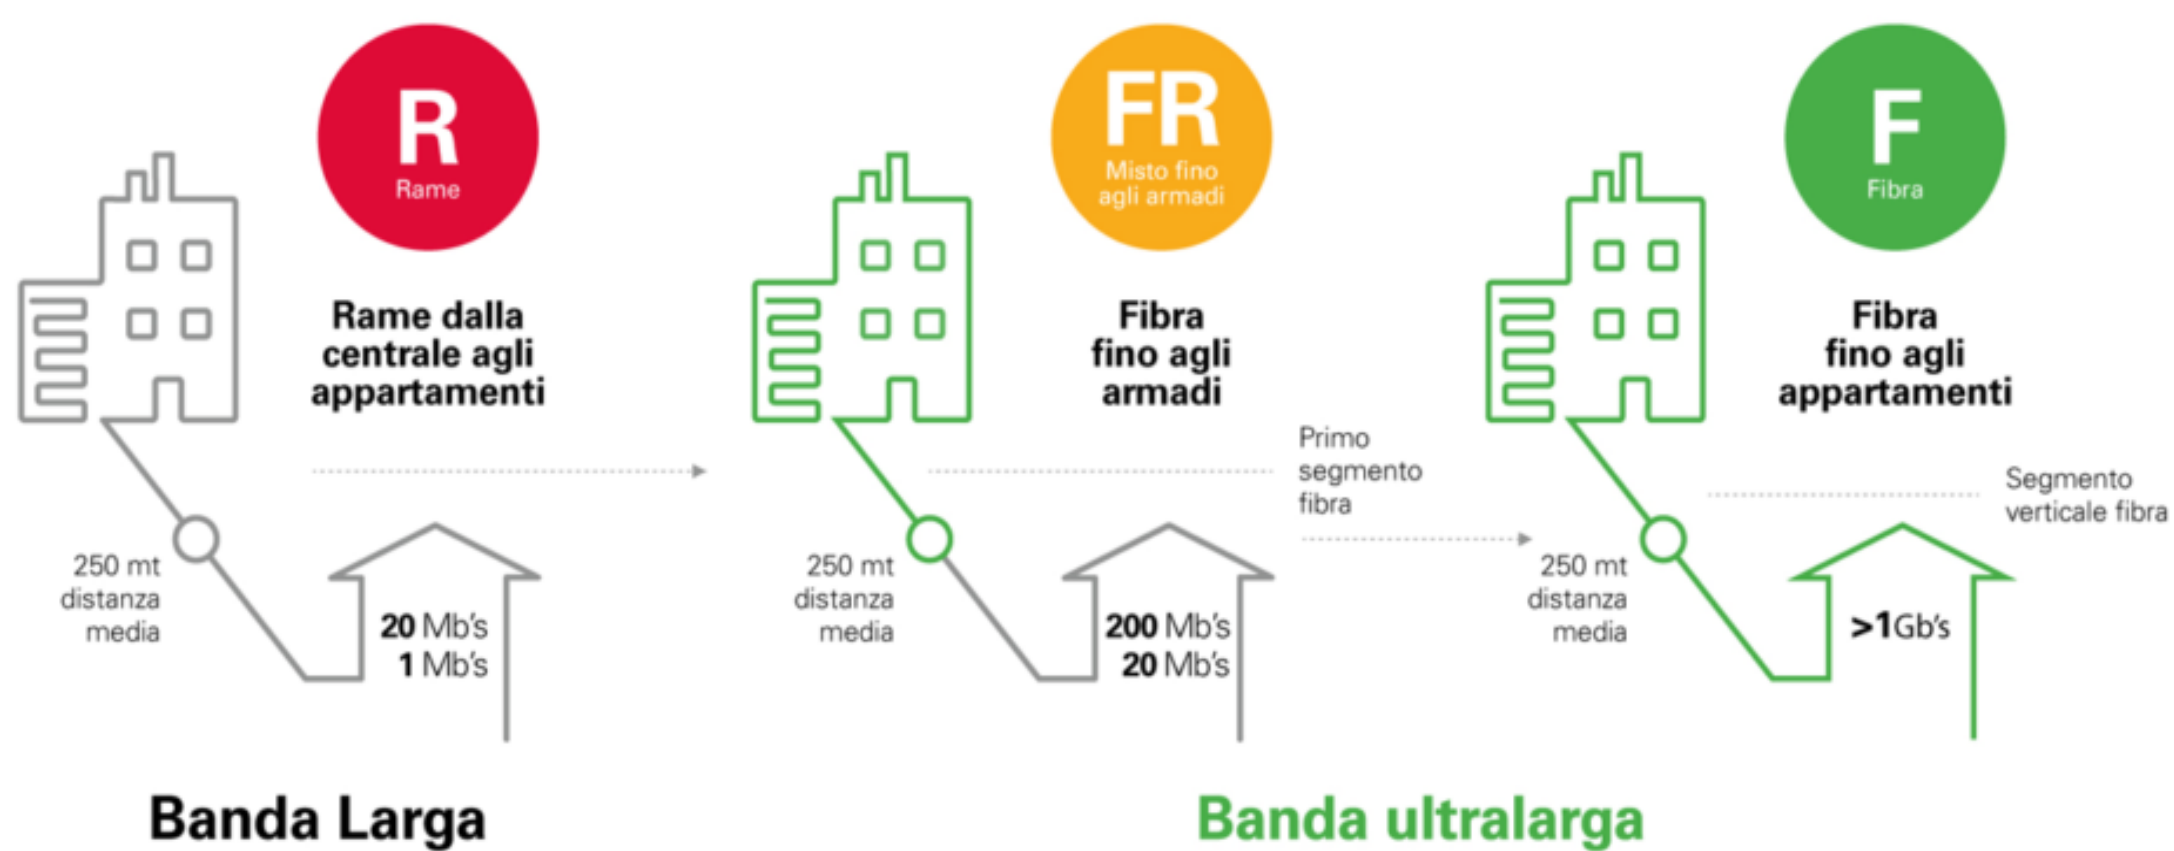 R
Rame
Rame dalla
centrale agli
appartamenti
250 mt
distanza
media
20 Mb's
1 Mb's
Banda Larga
FR
Misto fino
agli armadi
Fibra
fino agli
armadi
Primo
segmento
fibra
250 mt
distanza
media
200 Mb's
20 Mb's
F
Fibra
Fibra
fino agli
appartamenti
Segmento
verticale fibra
250 mt
distanza
media
>1Gb's
Banda ultralarga